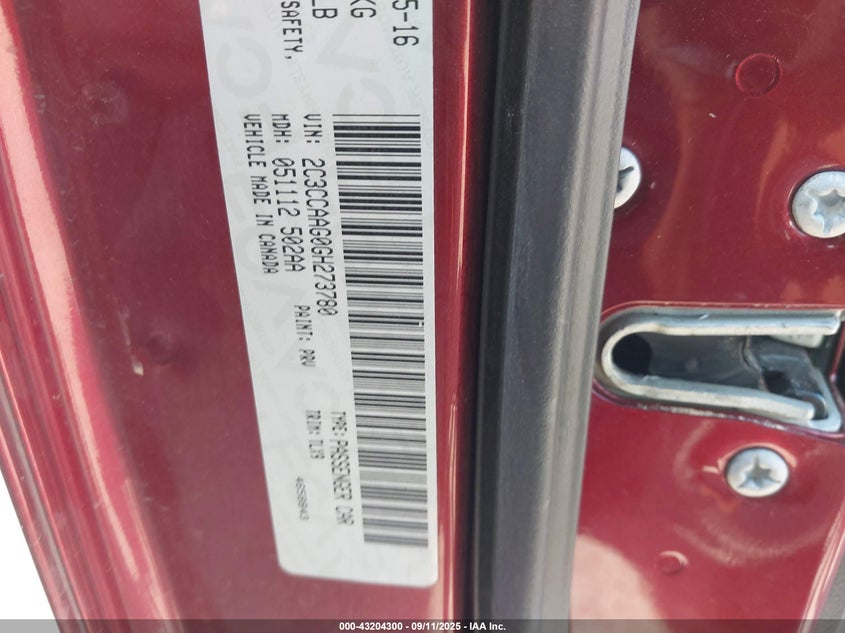 5-16
KG
LB
SAFETY,
VIN: 2C3CCAAG0GH273780
MDH: 051112 502AA
VEHICLE MADE IN CANADA
PAINT: PRV
TYPE: PASSENGER CAR
TRIM: TLX9
46S80943
000-43204300 - 09/11/2025 - IAA Inc.